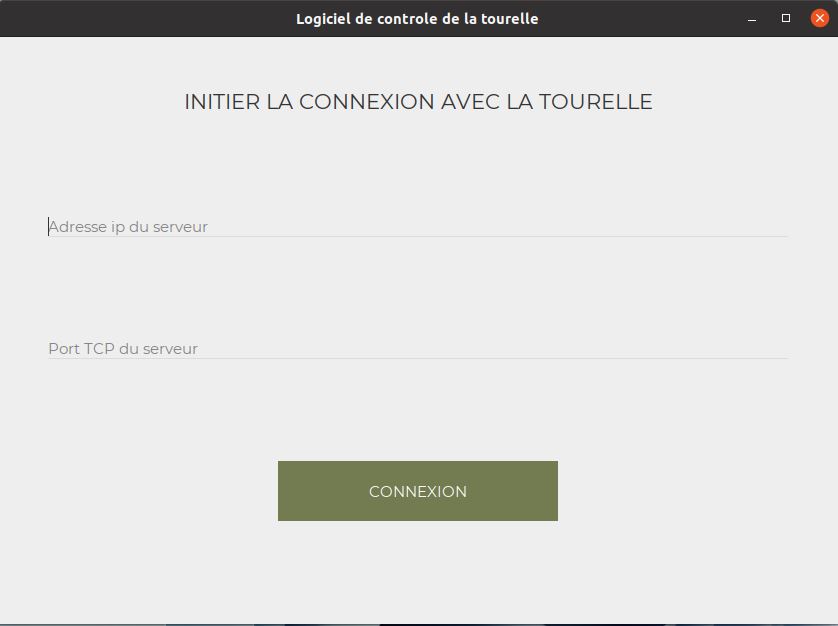 Logiciel de controle de la tourelle
INITIER LA CONNEXION AVEC LA TOURELLE
Adresse ip du serveur
Port TCP du serveur
CONNEXION